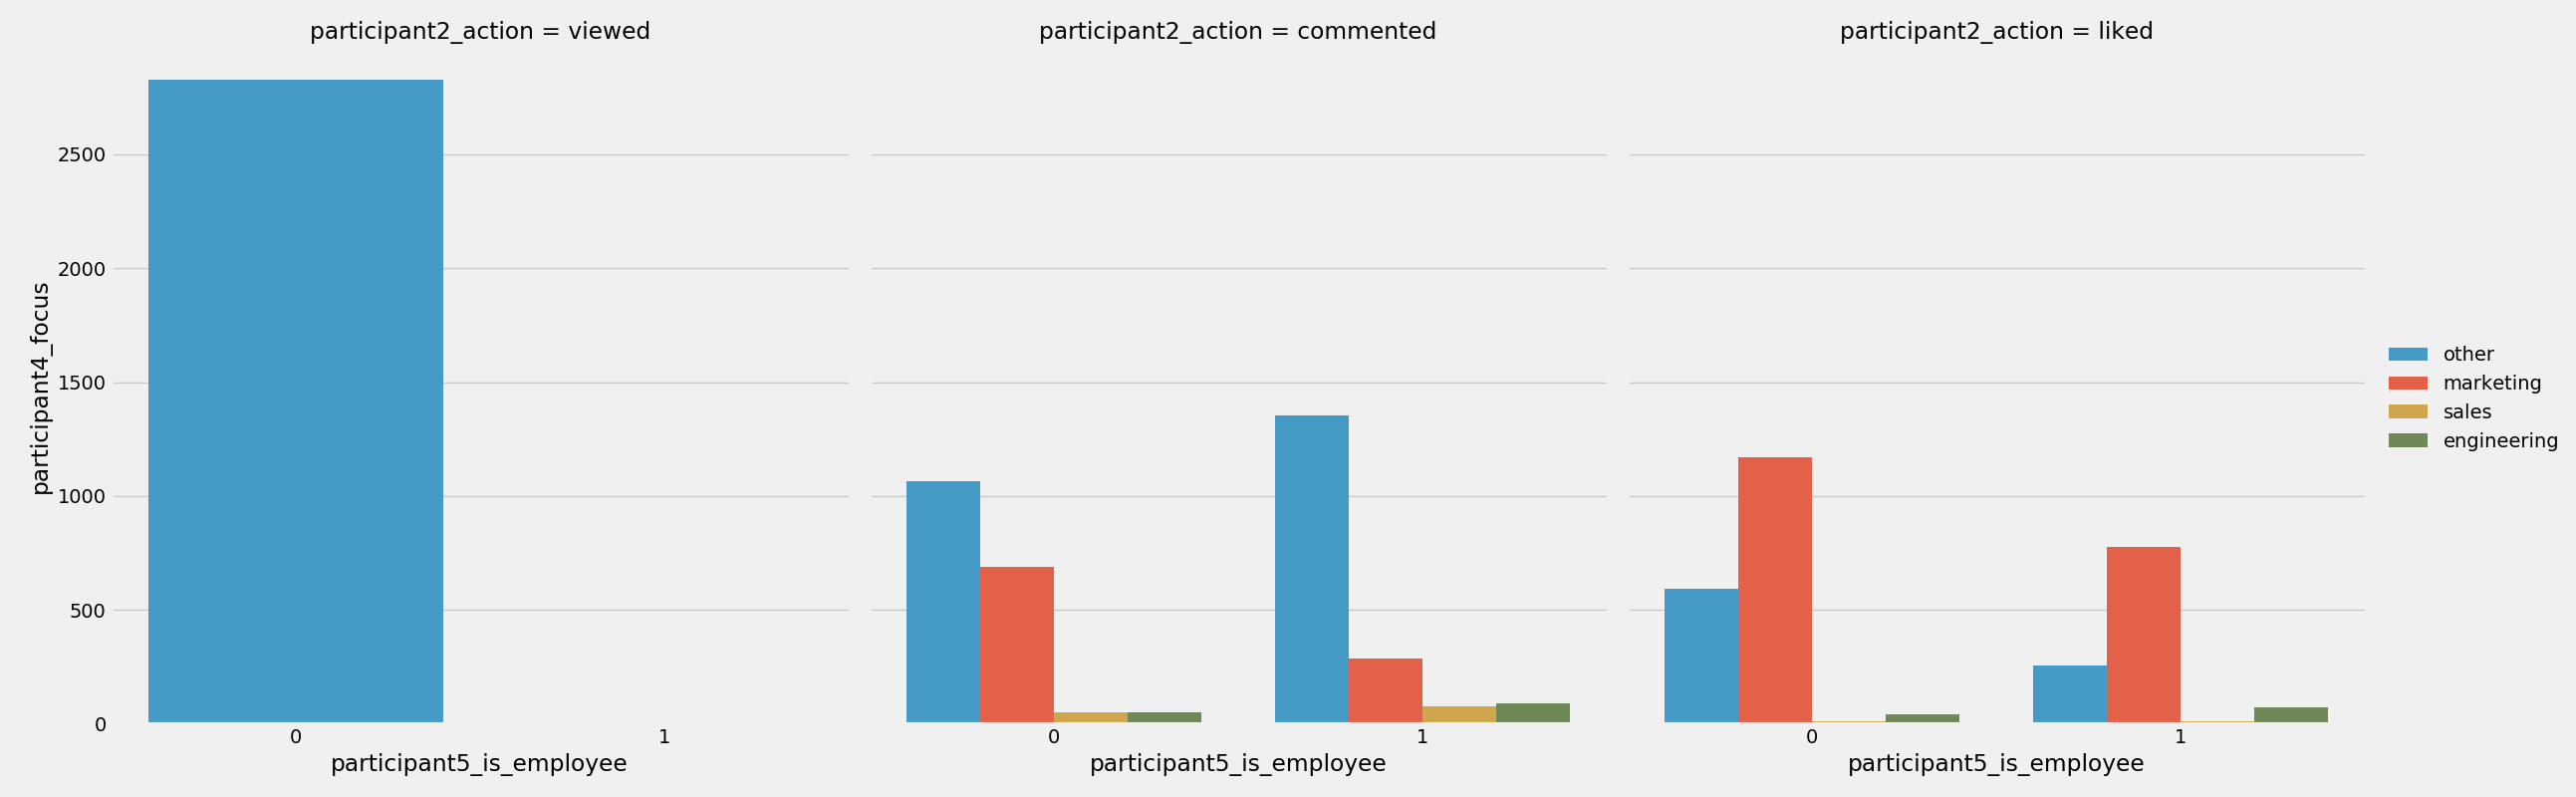 participant2_action = viewed
participant2_action = commented
participant2_action = liked
participant4_focus
2500
2000
1500
1000
500
0
0 1
participant5_is_employee
0 1
participant5_is_employee
0 1
participant5_is_employee
other
marketing
sales
engineering